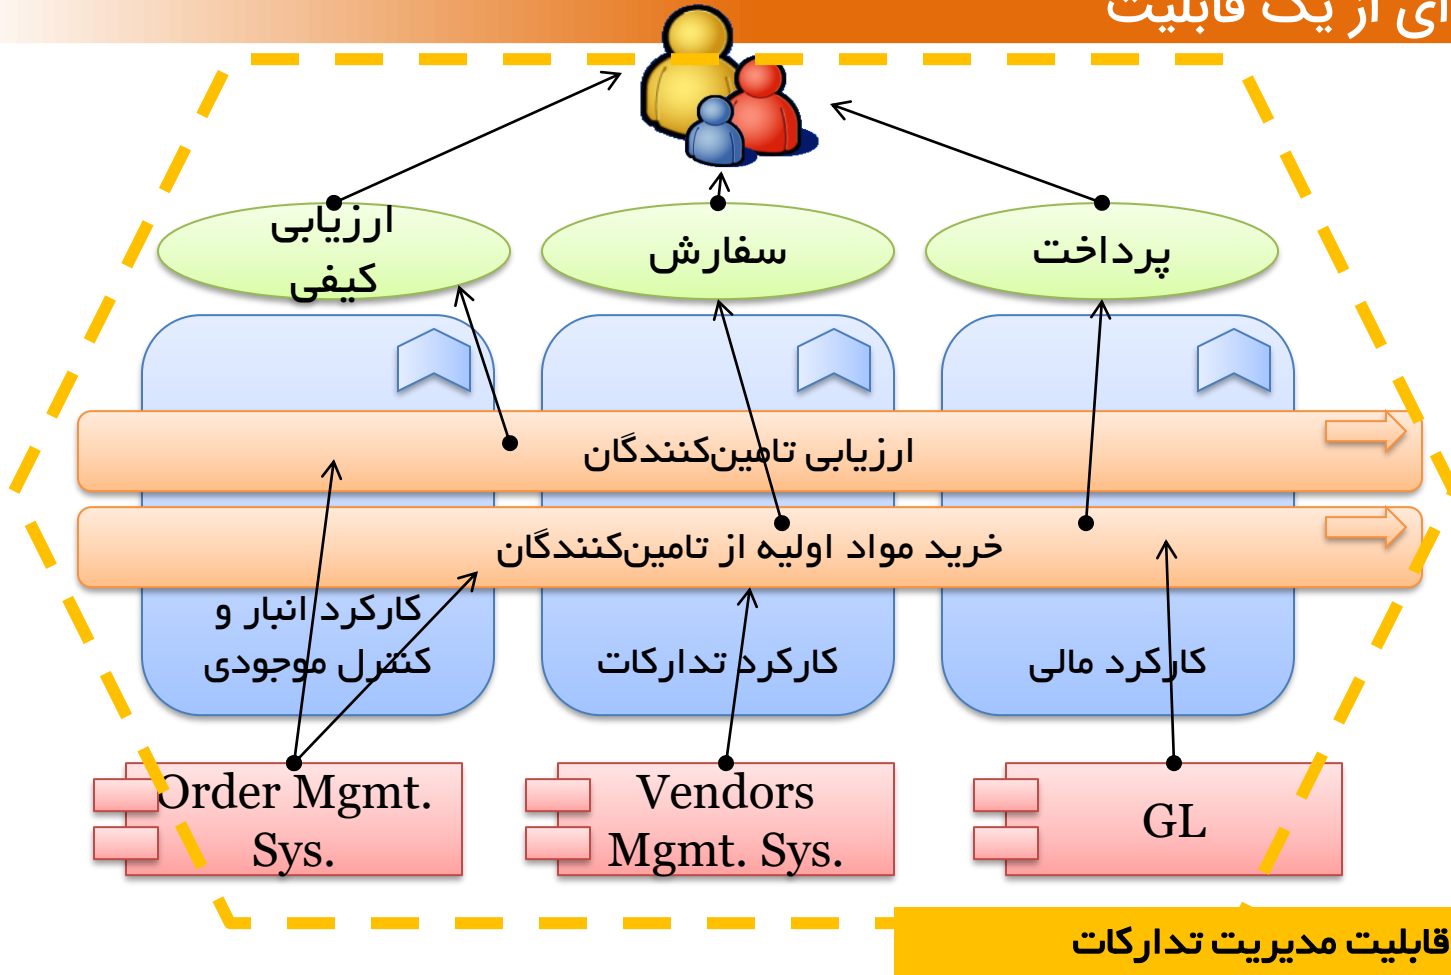 ای از یک قابلیت
ارزیابی
کیفی
سفارش
پرداخت
ارزیابی تامین‌کنندگان
خرید مواد اولیه از تامین‌کنندگان
کارکرد انبار و
کنترل موجودی
کارکرد تدارکات
کارکرد مالی
Order Mgmt.
Sys.
Vendors
Mgmt. Sys.
GL
قابلیت مدیریت تدارکات